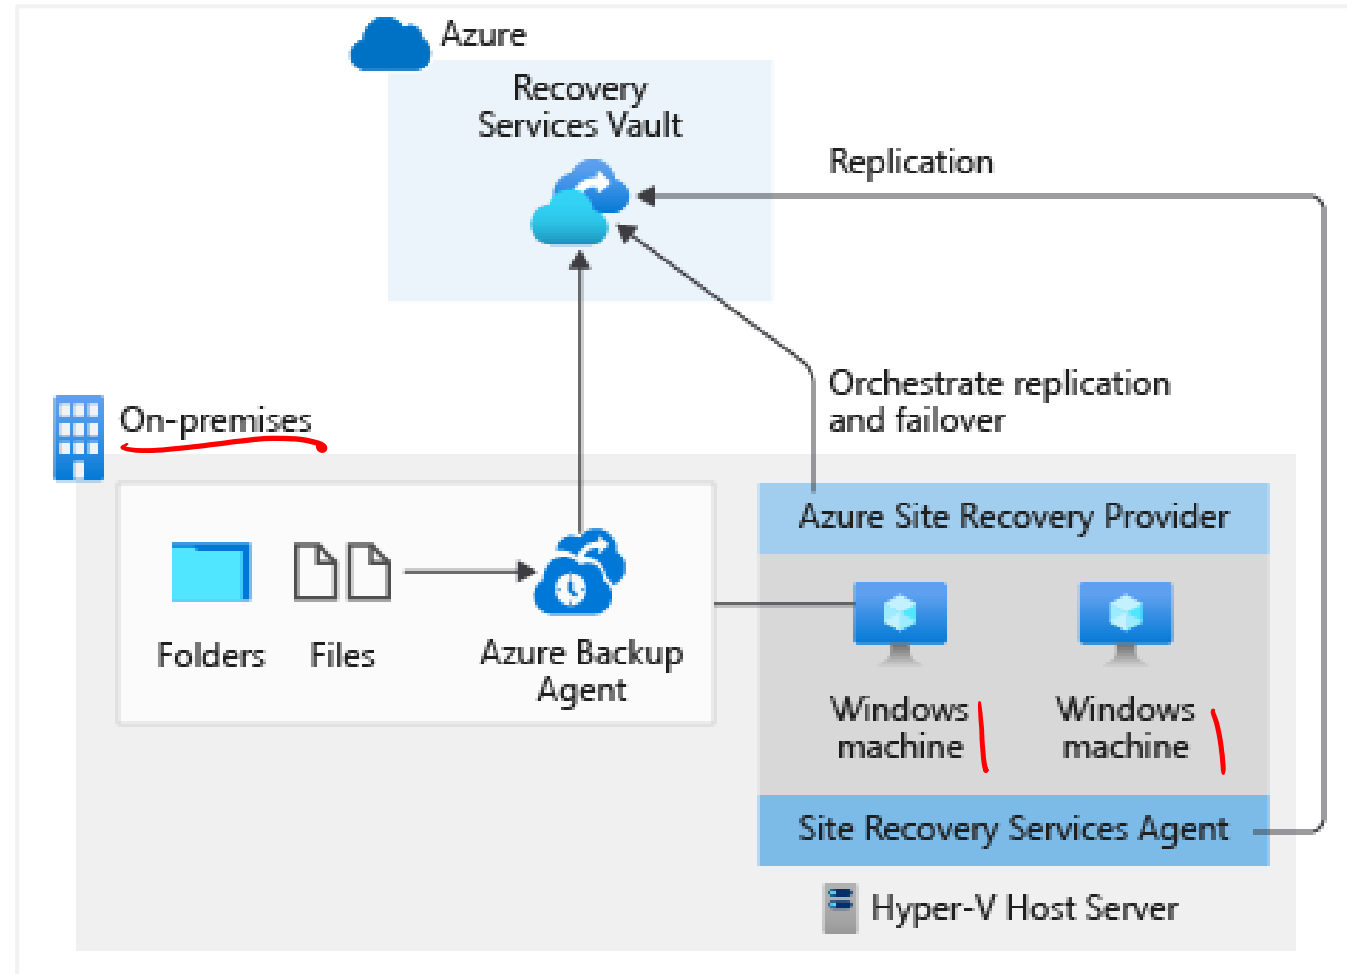 Azure
Recovery
Services Vault
Replication
Orchestrate replication
and failover
On-premises
Azure Site Recovery Provider
Folders
Files
Azure Backup
Agent
Windows
machine
Windows
machine
Site Recovery Services Agent
Hyper-V Host Server